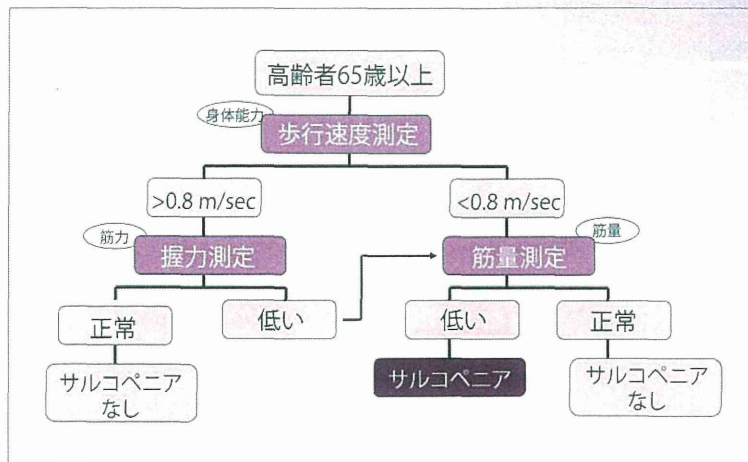 高齢者65歳以上
身体能力
歩行速度測定
>0.8 m/sec
<0.8 m/sec
筋力
握力測定
筋量
筋量測定
正常
低い
低い
正常
サルコペニア
なし
サルコペニア
サルコペニア
なし